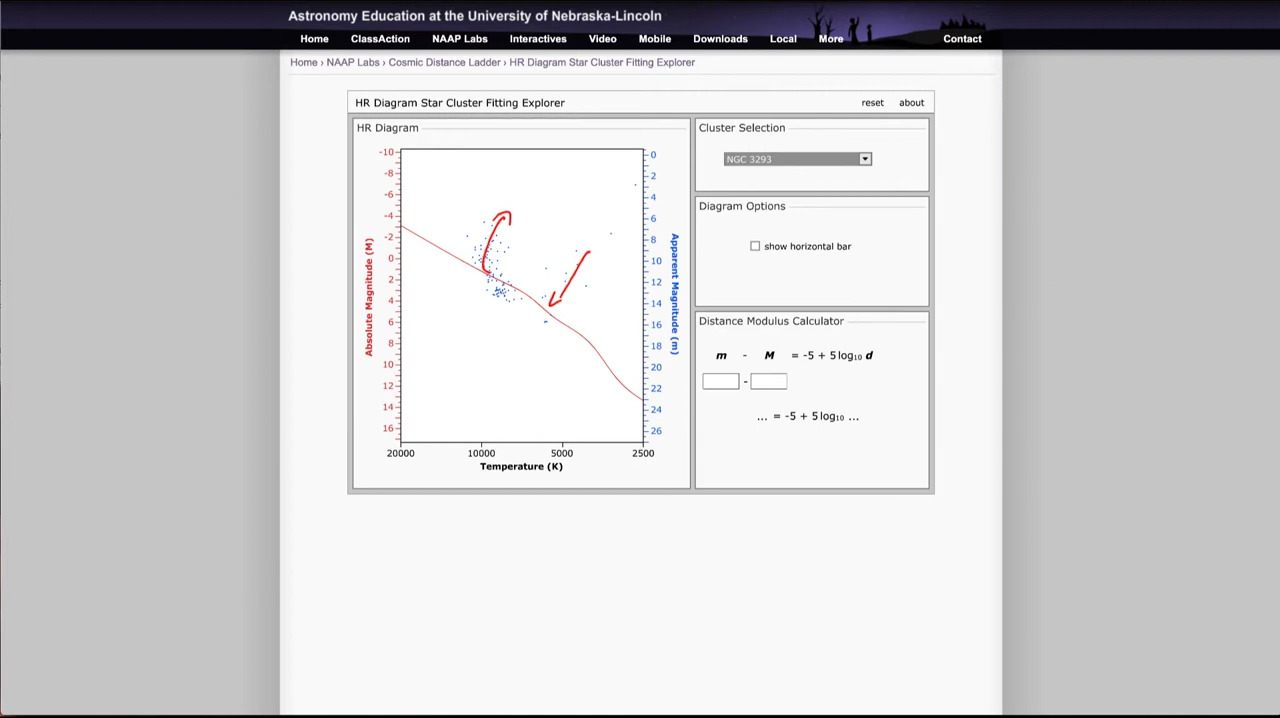 Astronomy Education at the University of Nebraska-Lincoln
Home ClassAction NAAP Labs Interactives Video Mobile Downloads Local More Contact
Home › NAAP Labs › Cosmic Distance Ladder › HR Diagram Star Cluster Fitting Explorer
HR Diagram Star Cluster Fitting Explorer reset about
HR Diagram
-10
-8
-6
-4
-2
0
2
4
6
8
10
12
14
16
Absolute Magnitude (M)
0
2
4
6
8
10
12
14
16
18
20
22
24
26
Apparent Magnitude (m)
20000 10000 5000 2500
Temperature (K)
Cluster Selection
NGC 3293
Diagram Options
show horizontal bar
Distance Modulus Calculator
m - M = -5 + 5 log10 d
-
... = -5 + 5 log10 ...